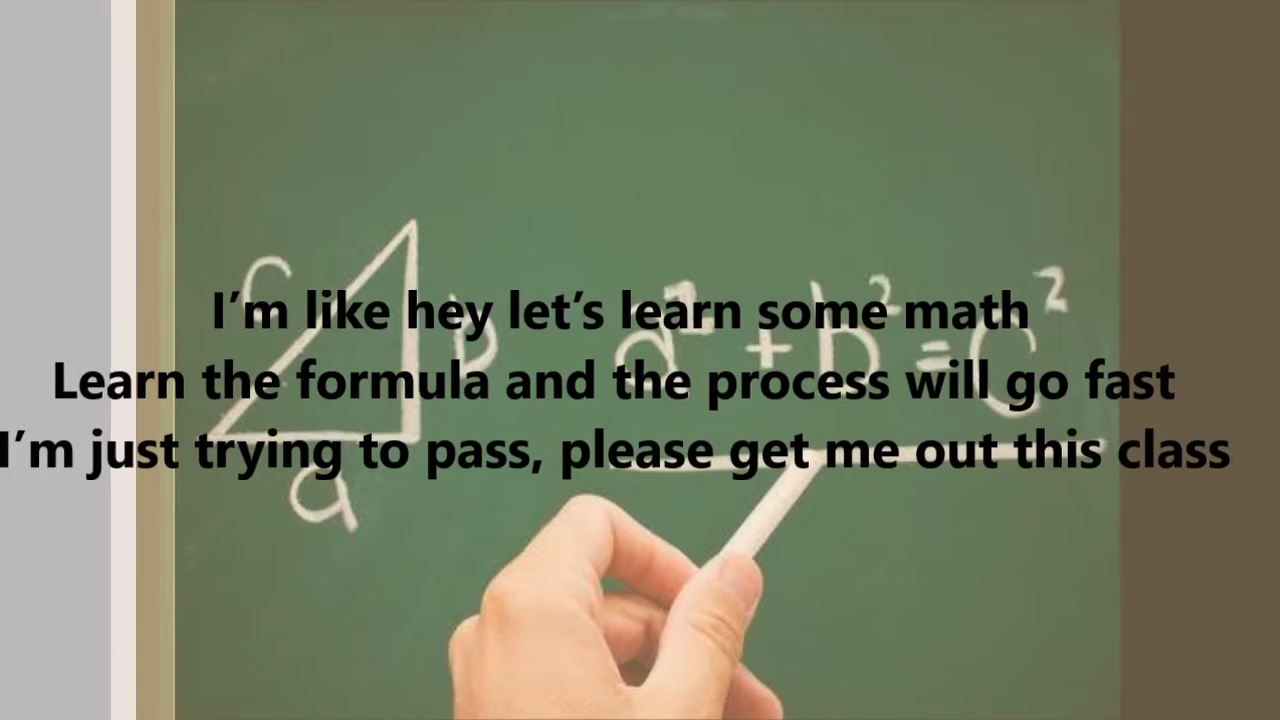 I’m like hey let’s learn some math
Learn the formula and the process will go fast
I’m just trying to pass, please get me out this class
c
b
a
a² + b² = c²